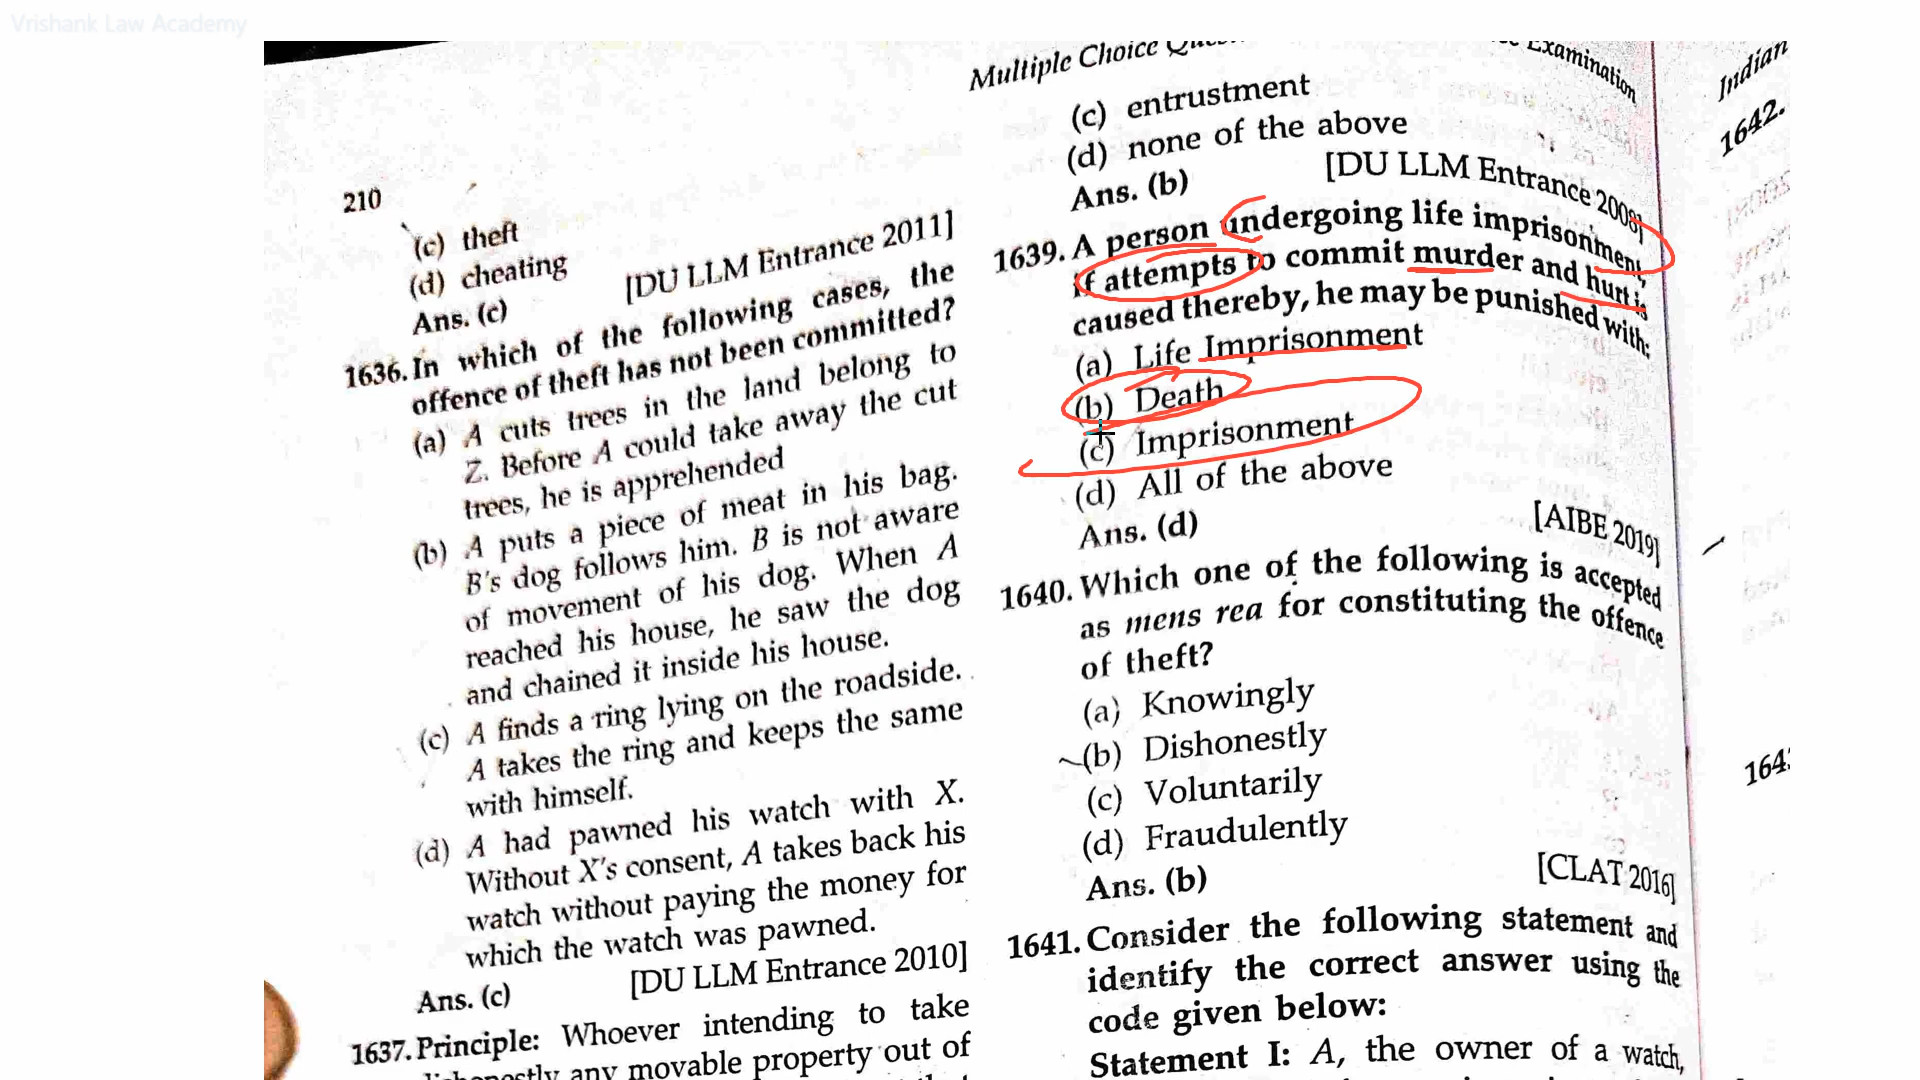 Vrishank Law Academy
210
(c) theft
(d) cheating
[DU LLM Entrance 2011]
Ans. (c)
1636. In which of the following cases, the
offence of theft has not been committed?
(a) A cuts trees in the land belong to
Z. Before A could take away the cut
trees, he is apprehended
(b) A puts a piece of meat in his bag.
B's dog follows him. B is not aware
of movement of his dog. When A
reached his house, he saw the dog
and chained it inside his house.
(c) A finds a ring lying on the roadside.
A takes the ring and keeps the same
with himself.
(d) A had pawned his watch with X.
Without X's consent, A takes back his
watch without paying the money for
which the watch was pawned.
[DU LLM Entrance 2010]
Ans. (c)
1637. Principle: Whoever intending to take
any movable property out of
Multiple Choice
Examination
(c) entrustment
(d) none of the above
[DU LLM Entrance 2008]
Ans. (b)
1639. A person undergoing life imprisonment,
if attempts to commit murder and hurt is
caused thereby, he may be punished with:
(a) Life Imprisonment
(b) Death
(c) Imprisonment
(d) All of the above
Ans. (d)
[AIBE 2019]
1640. Which one of the following is accepted
as mens rea for constituting the offence
of theft?
(a) Knowingly
(b) Dishonestly
(c) Voluntarily
(d) Fraudulently
Ans. (b)
[CLAT 2016]
1641. Consider the following statement and
identify the correct answer using the
code given below:
Statement I: A, the owner of a watch,
Indian
1642.